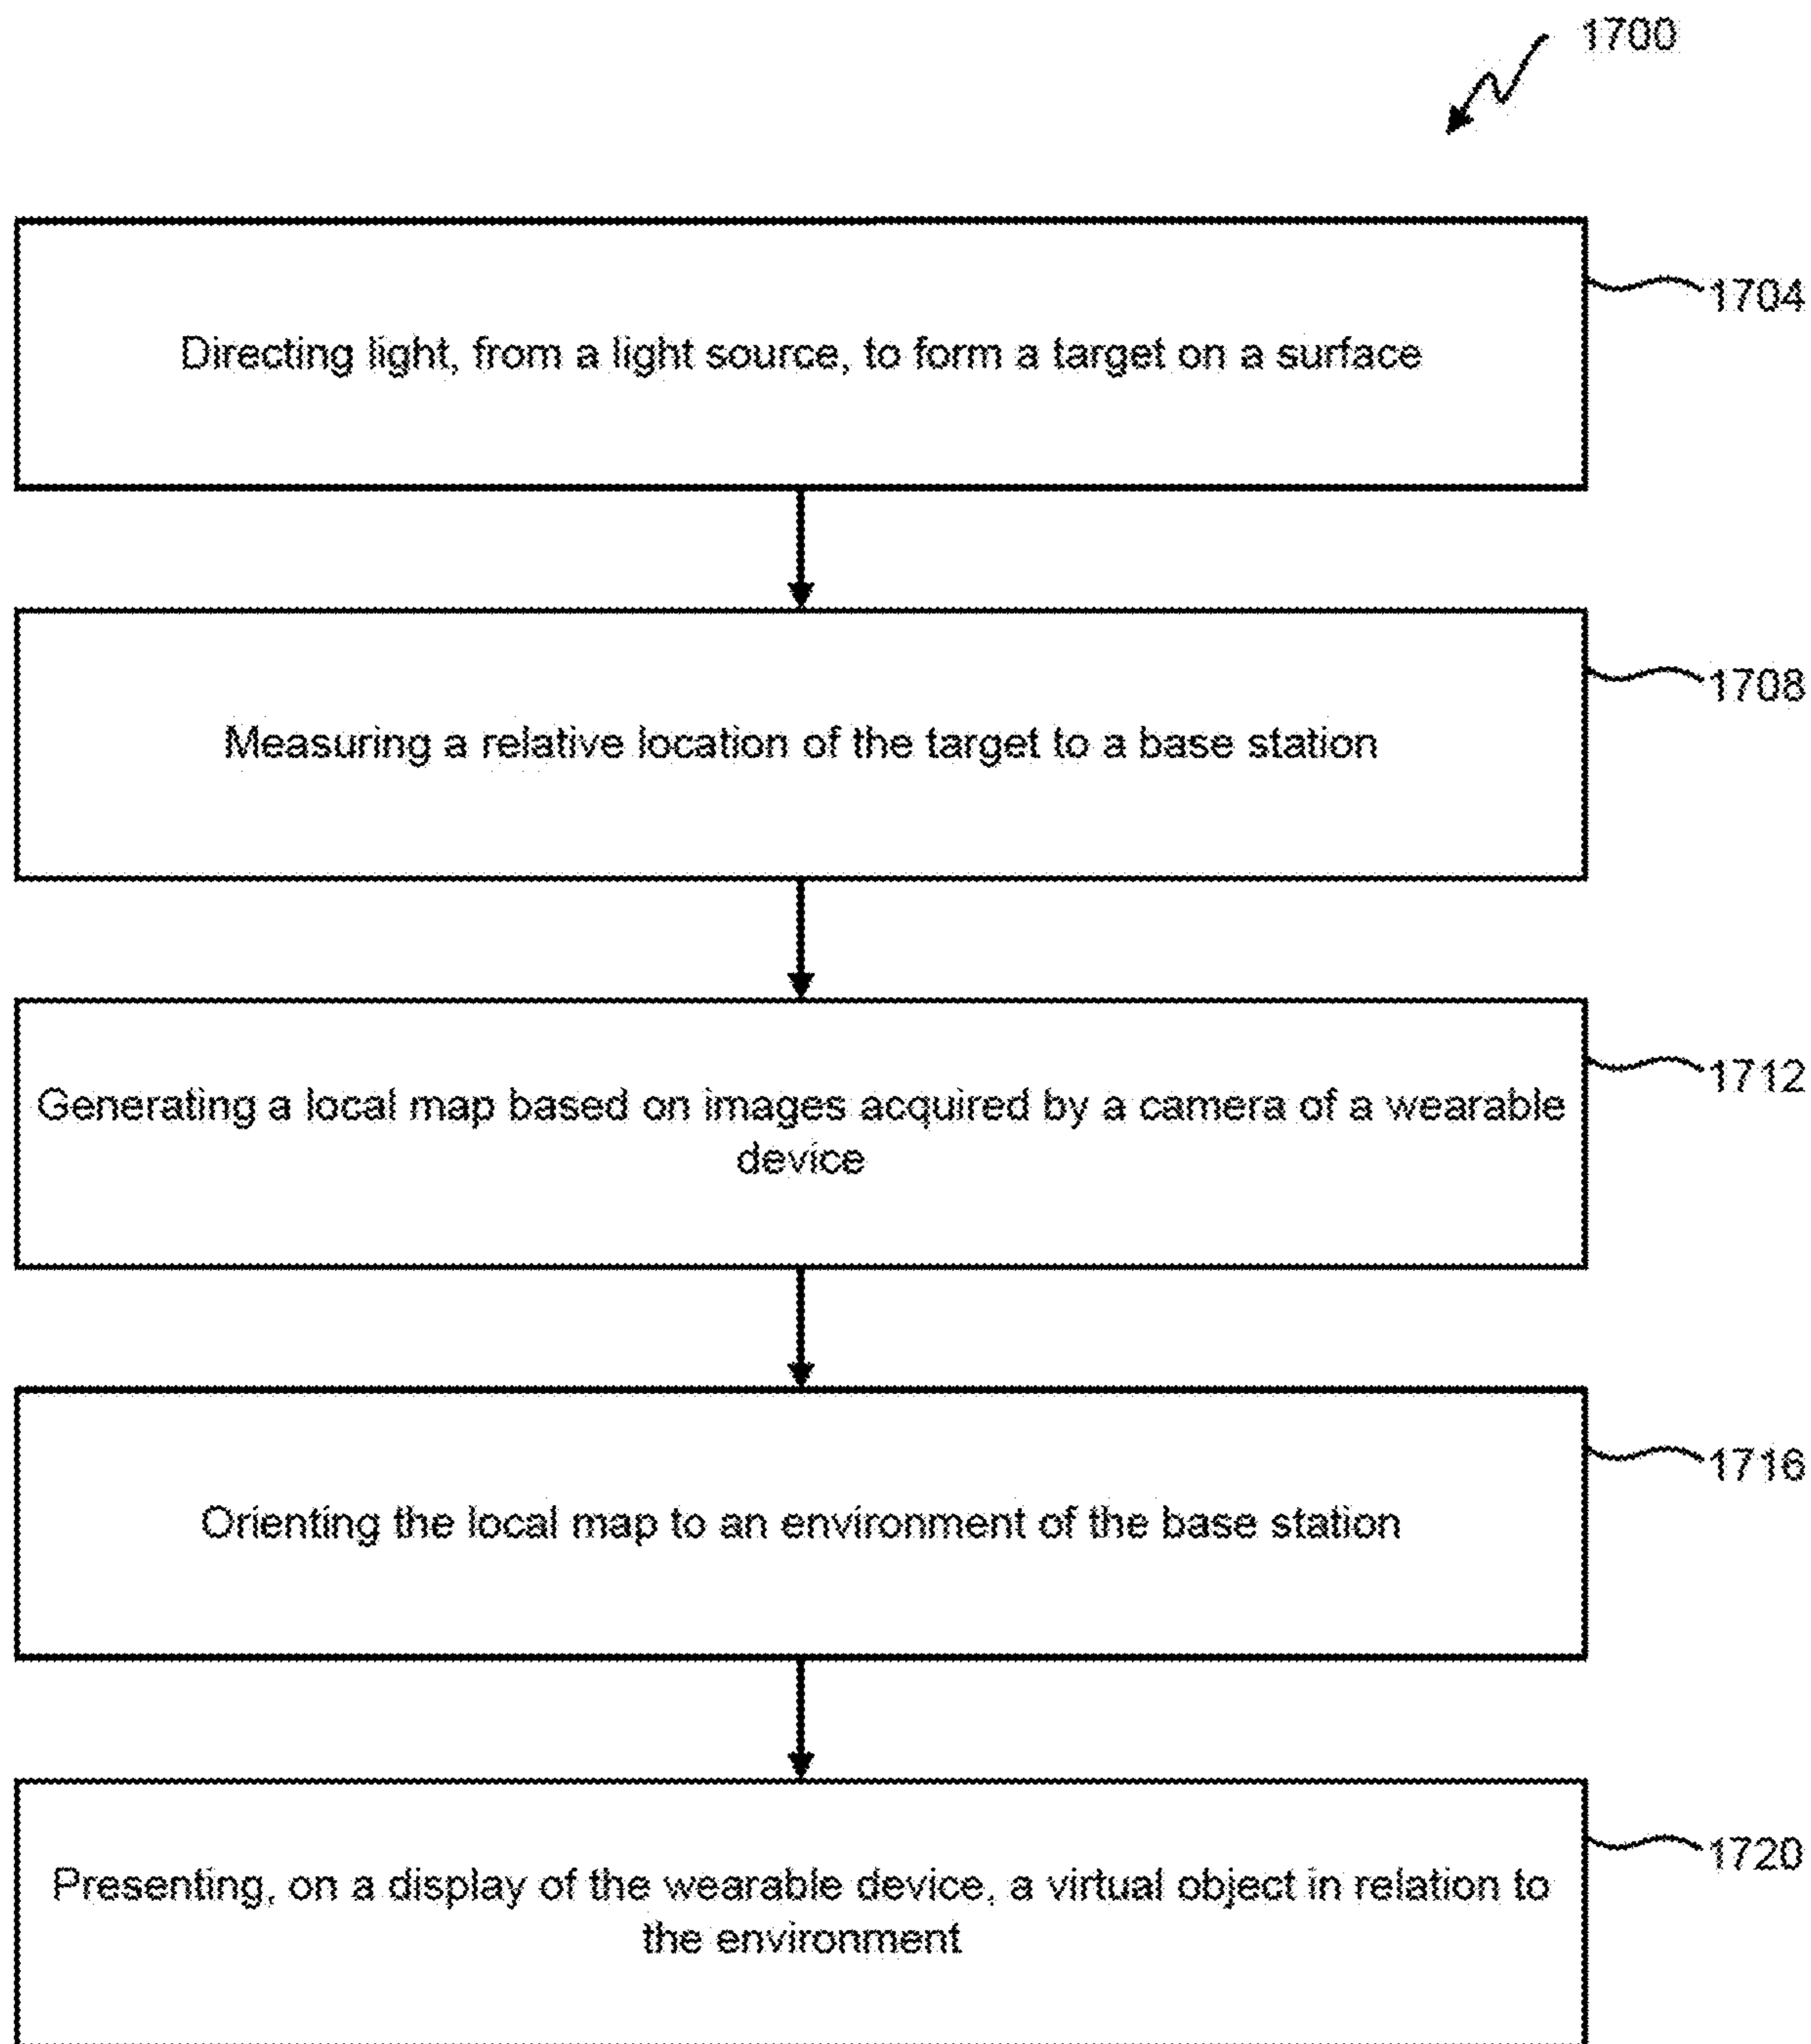 1700
Directing light, from a light source, to form a target on a surface
1704
Measuring a relative location of the target to a base station
1708
Generating a local map based on images acquired by a camera of a wearable
device
1712
Orienting the local map to an environment of the base station
1716
Presenting, on a display of the wearable device, a virtual object in relation to
the environment
1720